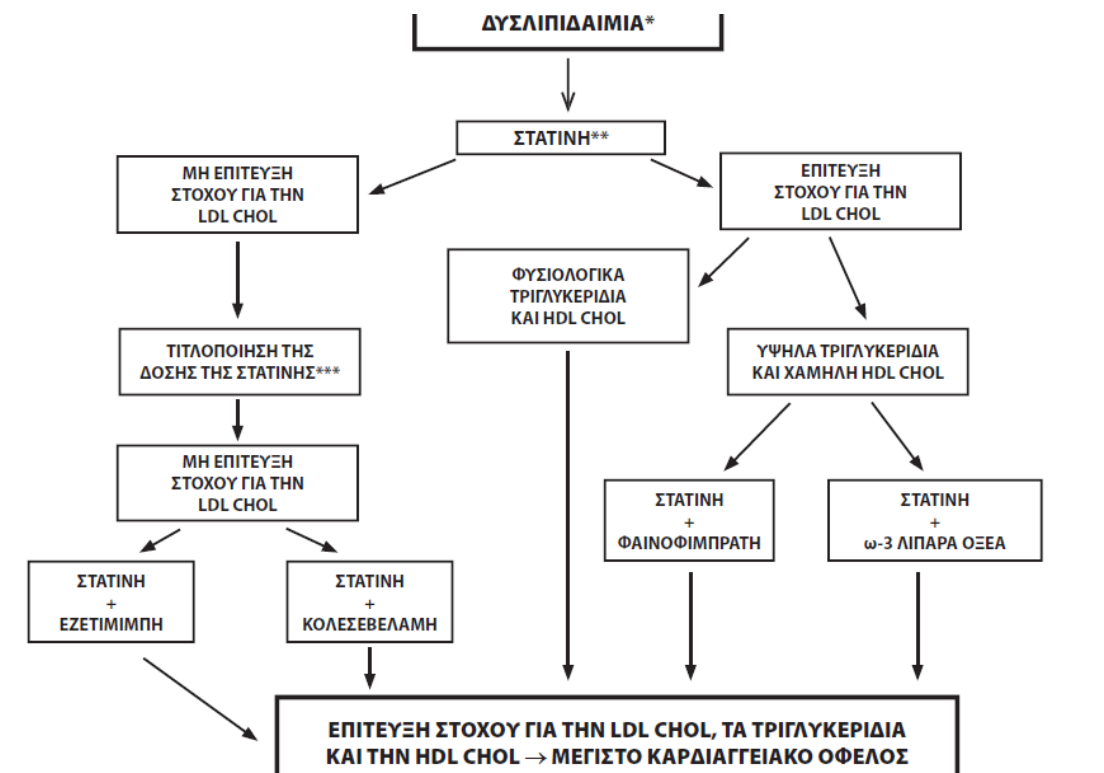 ΔΥΣΛΙΠΙΔΑΙΜΙΑ*
ΣΤΑΤΙΝΗ**
ΜΗ ΕΠΙΤΕΥΞΗ
ΣΤΟΧΟΥ ΓΙΑ ΤΗΝ
LDL CHOL
ΕΠΙΤΕΥΞΗ
ΣΤΟΧΟΥ ΓΙΑ ΤΗΝ
LDL CHOL
ΦΥΣΙΟΛΟΓΙΚΑ
ΤΡΙΓΛΥΚΕΡΙΔΙΑ
ΚΑΙ HDL CHOL
ΤΙΤΛΟΠΟΙΗΣΗ ΤΗΣ
ΔΟΣΗΣ ΤΗΣ ΣΤΑΤΙΝΗΣ***
ΥΨΗΛΑ ΤΡΙΓΛΥΚΕΡΙΔΙΑ
ΚΑΙ ΧΑΜΗΛΗ HDL CHOL
ΜΗ ΕΠΙΤΕΥΞΗ
ΣΤΟΧΟΥ ΓΙΑ ΤΗΝ
LDL CHOL
ΣΤΑΤΙΝΗ
+
ΦΑΙΝΟΦΙΜΠΡΑΤΗ
ΣΤΑΤΙΝΗ
+
ω-3 ΛΙΠΑΡΑ ΟΞΕΑ
ΣΤΑΤΙΝΗ
+
ΕΖΕΤΙΜΙΜΠΗ
ΣΤΑΤΙΝΗ
+
ΚΟΛΕΣΕΒΕΛΑΜΗ
ΕΠΙΤΕΥΞΗ ΣΤΟΧΟΥ ΓΙΑ ΤΗΝ LDL CHOL, ΤΑ ΤΡΙΓΛΥΚΕΡΙΔΙΑ
ΚΑΙ ΤΗΝ HDL CHOL → ΜΕΓΙΣΤΟ ΚΑΡΔΙΑΓΓΕΙΑΚΟ ΟΦΕΛΟΣ